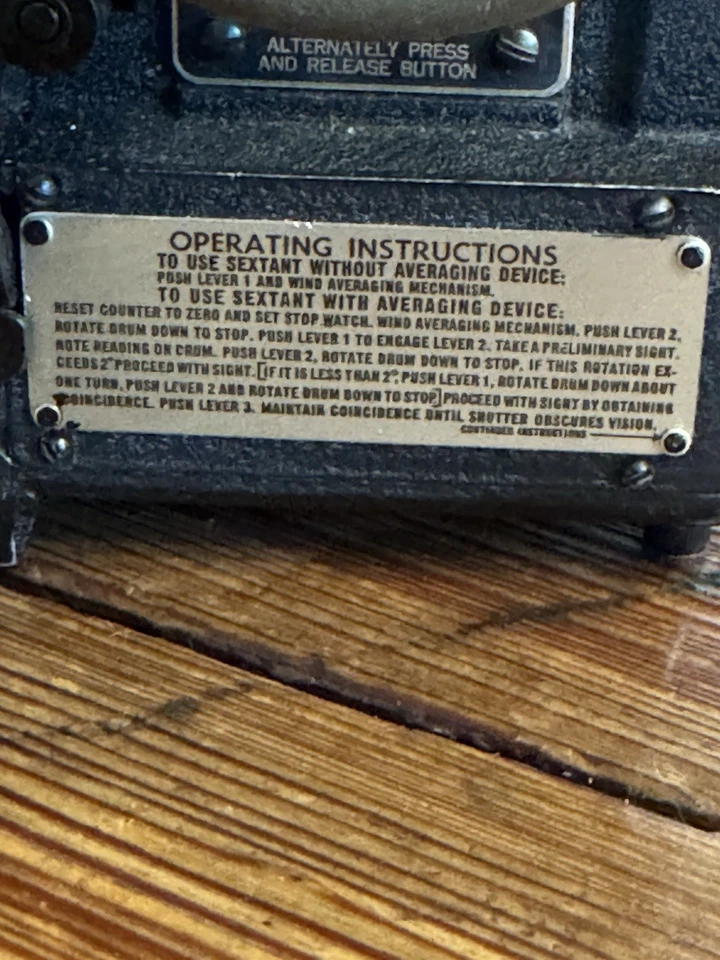 ALTERNATELY PRESS
AND RELEASE BUTTON
OPERATING INSTRUCTIONS
TO USE SEXTANT WITHOUT AVERAGING DEVICE:
PUSH LEVER 1 AND WIND AVERAGING MECHANISM.
TO USE SEXTANT WITH AVERAGING DEVICE:
RESET COUNTER TO ZERO AND SET STOP WATCH. WIND AVERAGING MECHANISM. PUSH LEVER 2.
ROTATE DRUM DOWN TO STOP. PUSH LEVER 1 TO ENGAGE LEVER 2. TAKE A PRELIMINARY SIGHT.
NOTE READING ON DRUM. PUSH LEVER 2, ROTATE DRUM DOWN TO STOP. IF THIS ROTATION EX-
CEEDS 2° PROCEED WITH SIGHT. [IF IT IS LESS THAN 2°, PUSH LEVER 1, ROTATE DRUM DOWN ABOUT
ONE TURN, PUSH LEVER 2 AND ROTATE DRUM DOWN TO STOP] PROCEED WITH SIGHT BY OBTAINING
COINCIDENCE. PUSH LEVER 3. MAINTAIN COINCIDENCE UNTIL SHUTTER OBSCURES VISION.
CONTINUED INSTRUCTIONS